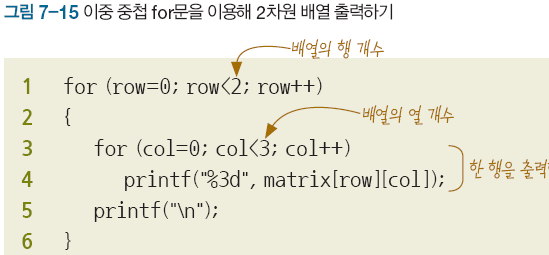 그림 7-15 이중 중첩 for문을 이용해 2차원 배열 출력하기
배열의 행 개수
1 for (row=0; row<2; row++)
2 {
배열의 열 개수
3 for (col=0; col<3; col++)
4 printf("%3d", matrix[row][col]);
한 행을
5 printf("\n");
6 }